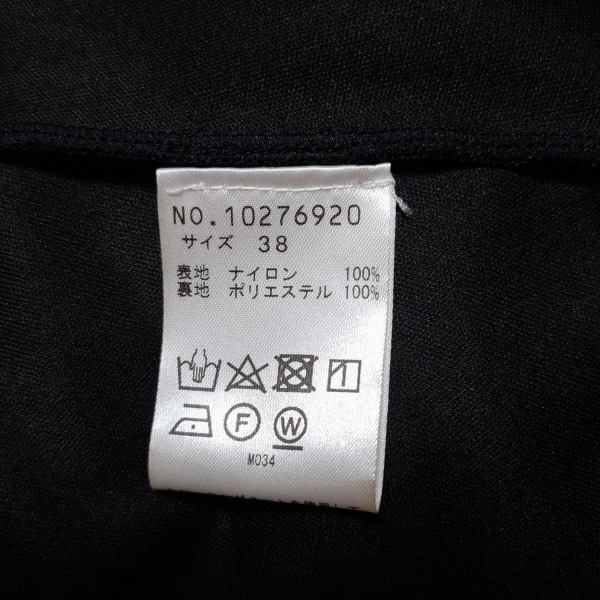 NO.10276920
サイズ 38
表地 ナイロン 100%
裏地 ポリエステル 100%
F W
M034